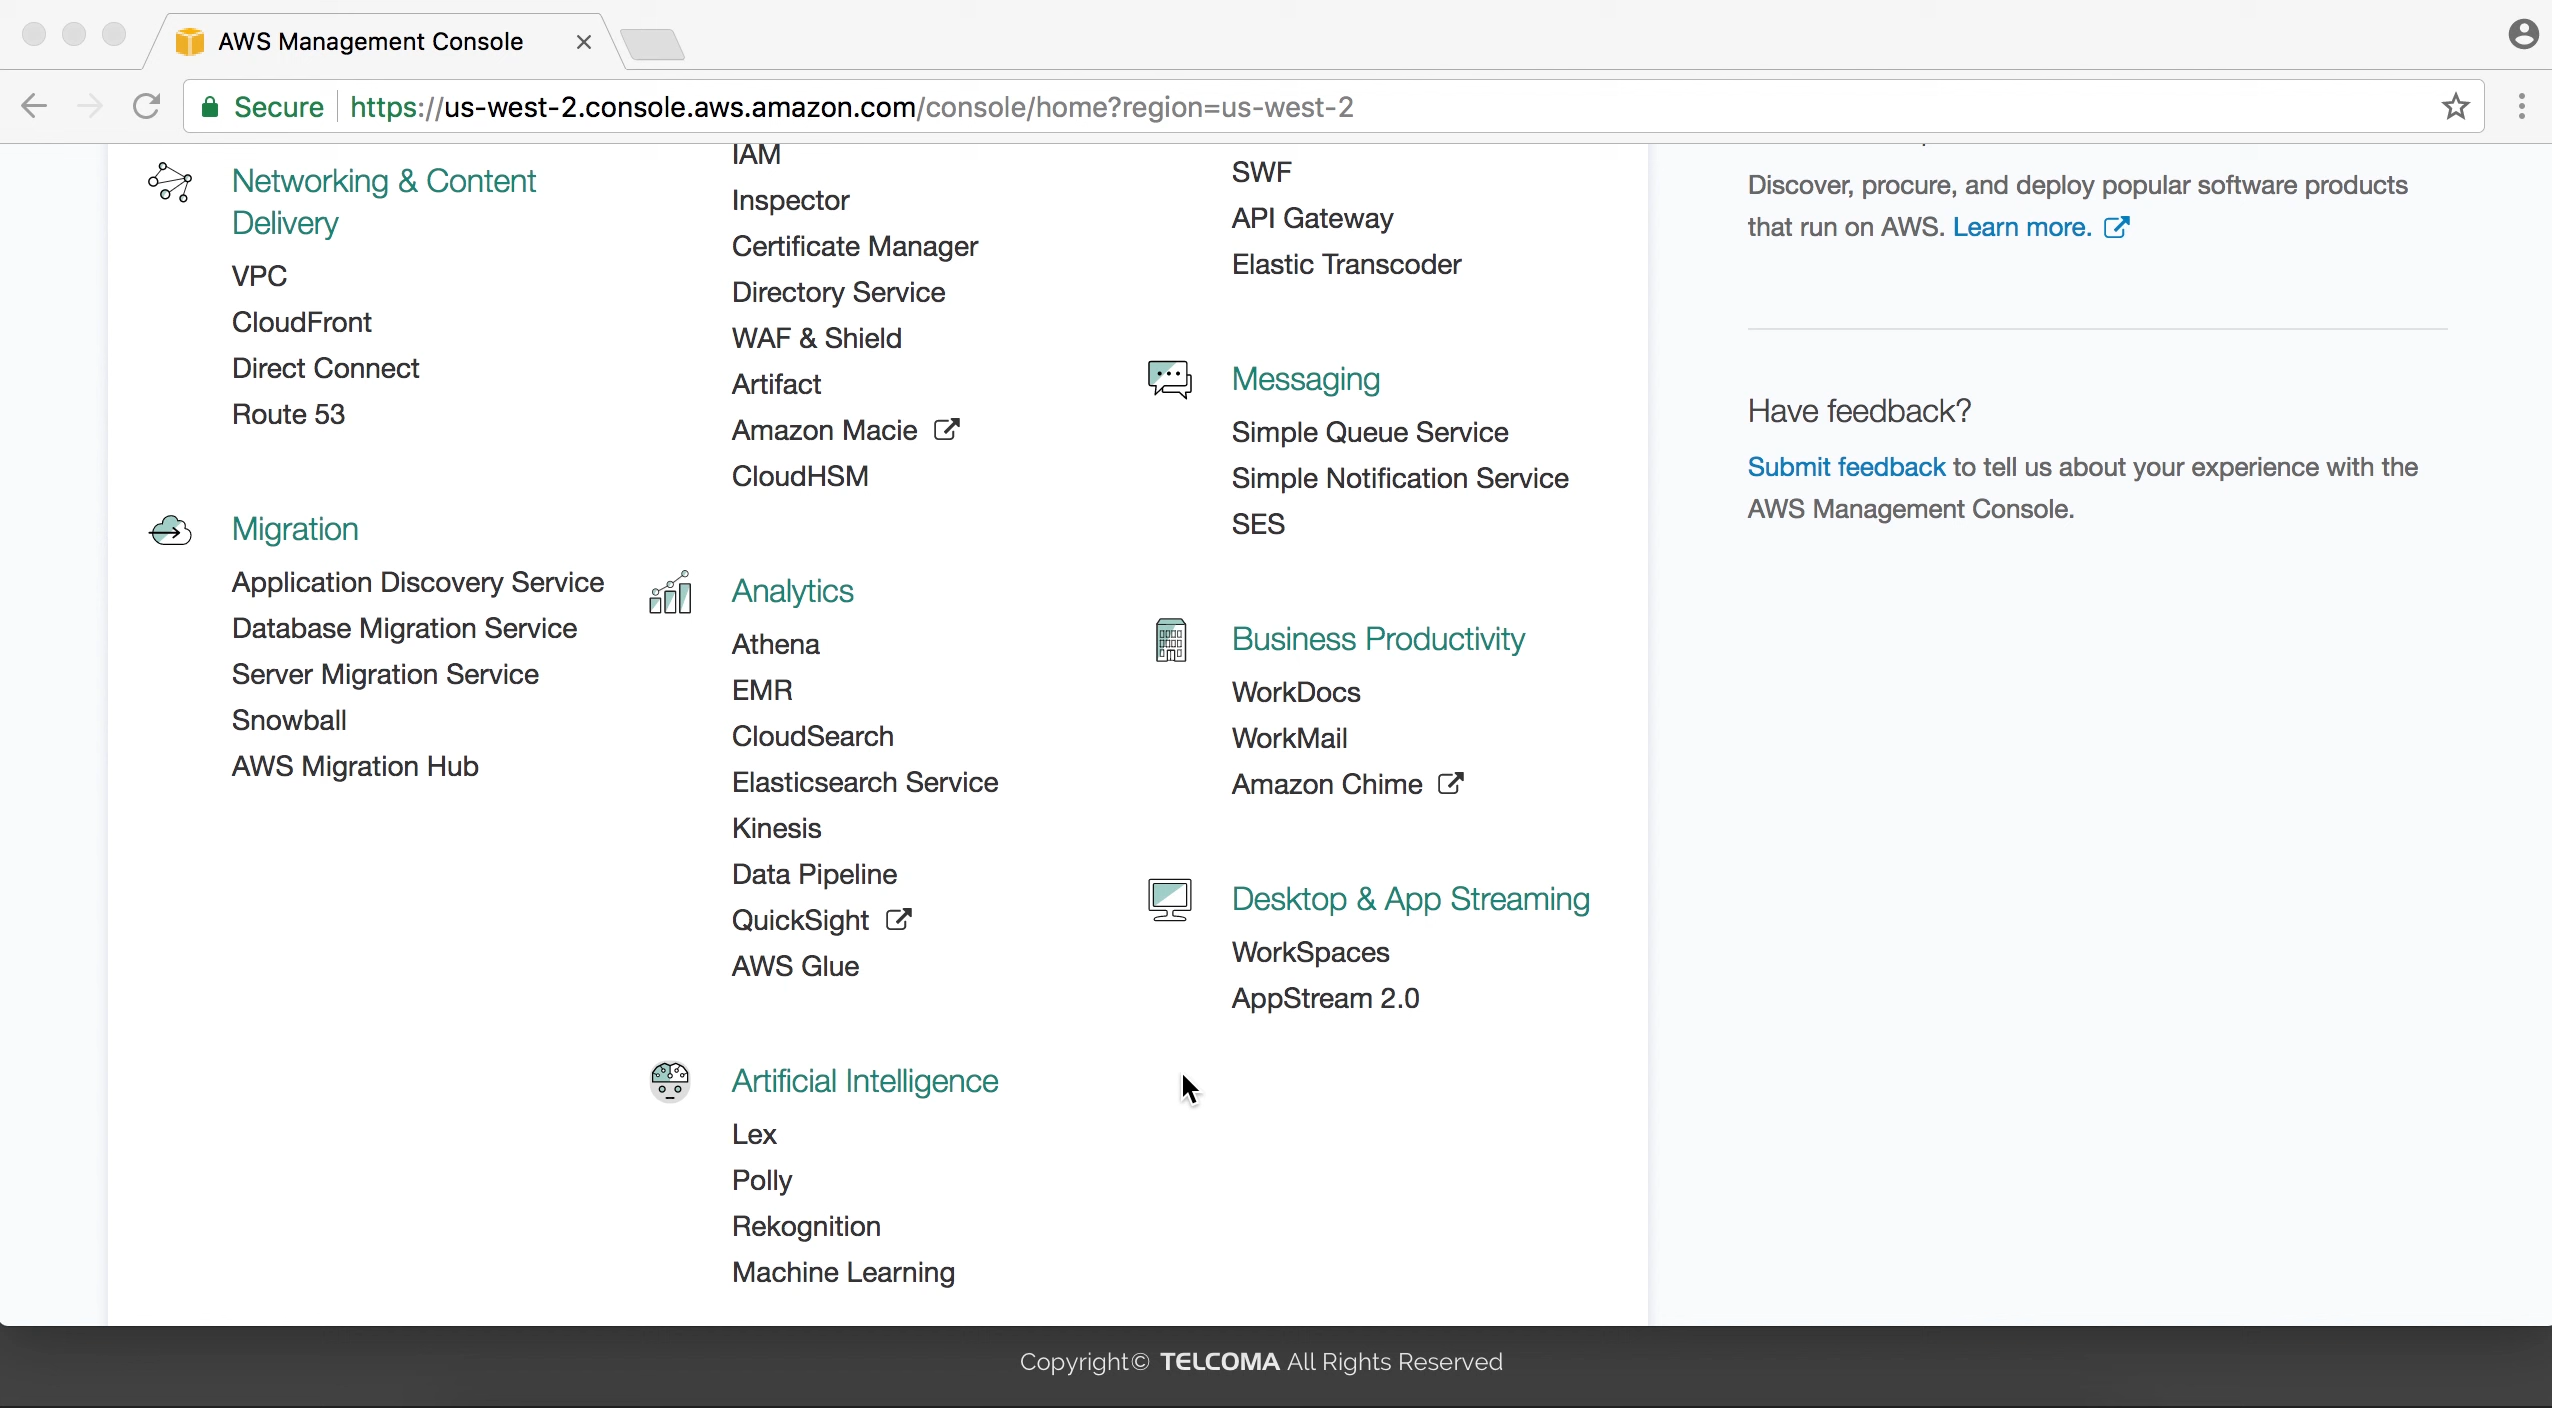 AWS Management Console
Secure https://us-west-2.console.aws.amazon.com/console/home?region=us-west-2
Networking & Content
Delivery
VPC
CloudFront
Direct Connect
Route 53
Migration
Application Discovery Service
Database Migration Service
Server Migration Service
Snowball
AWS Migration Hub
IAM
Inspector
Certificate Manager
Directory Service
WAF & Shield
Artifact
Amazon Macie
CloudHSM
Analytics
Athena
EMR
CloudSearch
Elasticsearch Service
Kinesis
Data Pipeline
QuickSight
AWS Glue
Artificial Intelligence
Lex
Polly
Rekognition
Machine Learning
SWF
API Gateway
Elastic Transcoder
Messaging
Simple Queue Service
Simple Notification Service
SES
Business Productivity
WorkDocs
WorkMail
Amazon Chime
Desktop & App Streaming
WorkSpaces
AppStream 2.0
Discover, procure, and deploy popular software products
that run on AWS. Learn more.
Have feedback?
Submit feedback to tell us about your experience with the
AWS Management Console.
Copyright© TELCOMA All Rights Reserved